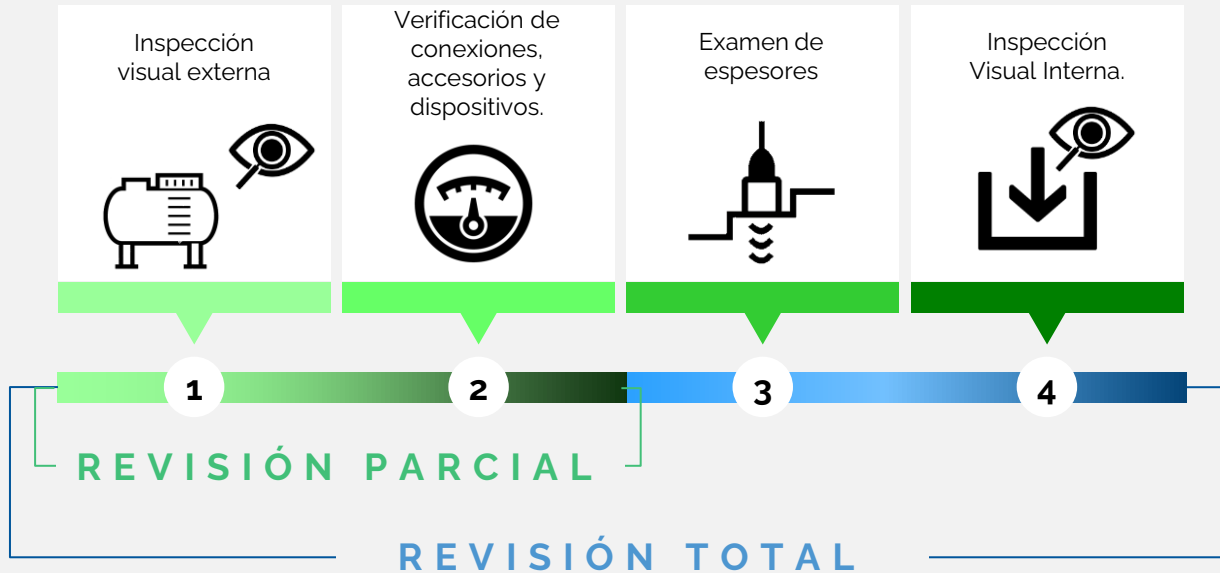 Inspección
visual externa
Verificación de
conexiones,
accesorios y
dispositivos.
Examen de
espesores
Inspección
Visual Interna.
1
2
3
4
REVISIÓN PARCIAL
REVISIÓN TOTAL